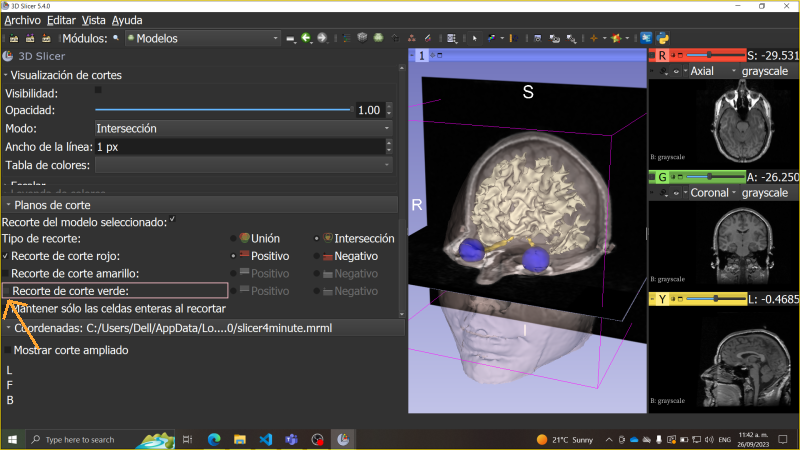 3D Slicer 5.4.0
Archivo Editar Vista Ayuda
Módulos: Modelos
3D Slicer
Visualización de cortes
Visibilidad:
Opacidad: 1.00
Modo: Intersección
Ancho de la línea: 1 px
Tabla de colores:
Planos de corte
Recorte del modelo seleccionado:
Tipo de recorte: Unión Intersección
Recorte de corte rojo: Positivo Negativo
Recorte de corte amarillo: Positivo Negativo
Recorte de corte verde: Positivo Negativo
Mantener sólo las celdas enteras al recortar
Coordenadas: C:/Users/Dell/AppData/Lo....0/slicer4minute.mrml
Mostrar corte ampliado
L
F
B
1
S
R
I
R S: -29.531
Axial grayscale
B: grayscale
G A: -26.250
Coronal grayscale
B: grayscale
Y L: -0.4685
B: grayscale
Type here to search
21°C Sunny
11:42 a. m.
26/09/2023